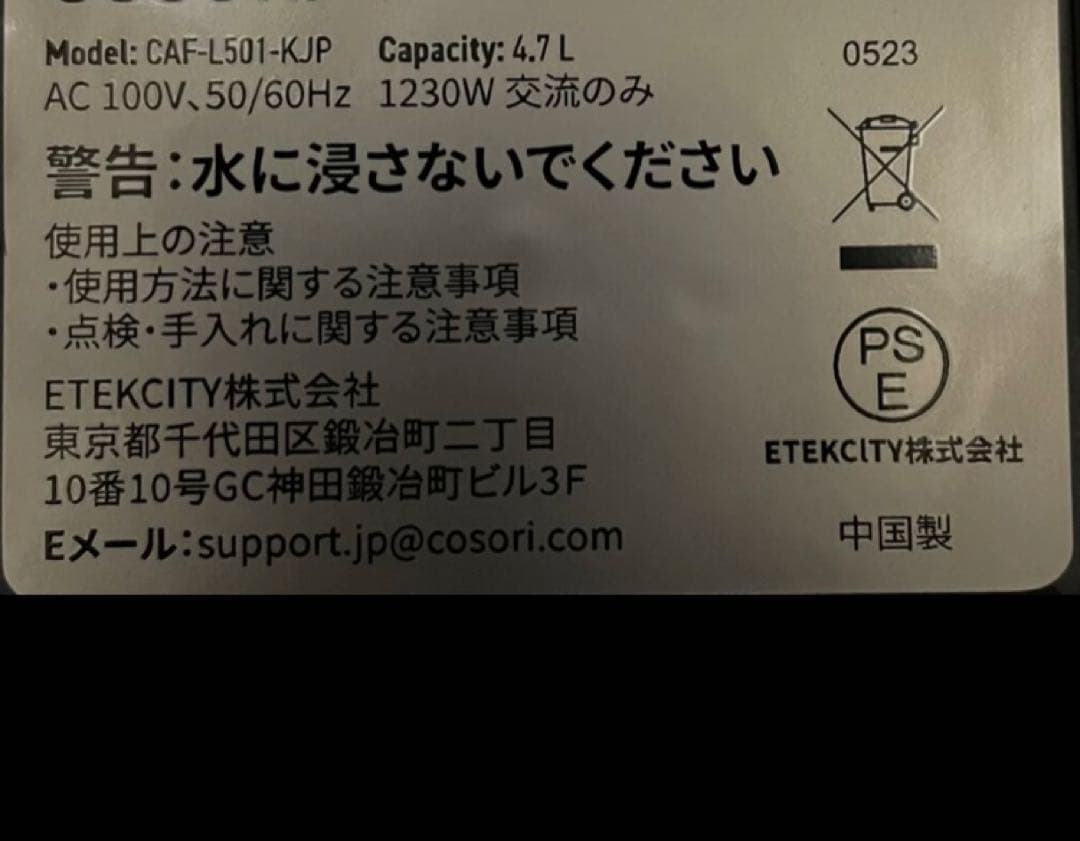 Model: CAF-L501-KJP Capacity: 4.7 L
AC 100V、50/60Hz 1230W 交流のみ
警告：水に浸さないでください
使用上の注意
・使用方法に関する注意事項
・点検・手入れに関する注意事項
ETEKCITY株式会社
東京都千代田区鍛冶町二丁目
10番10号GC神田鍛冶町ビル3F
Eメール：support.jp@cosori.com
0523
PS
E
ETEKCITY株式会社
中国製